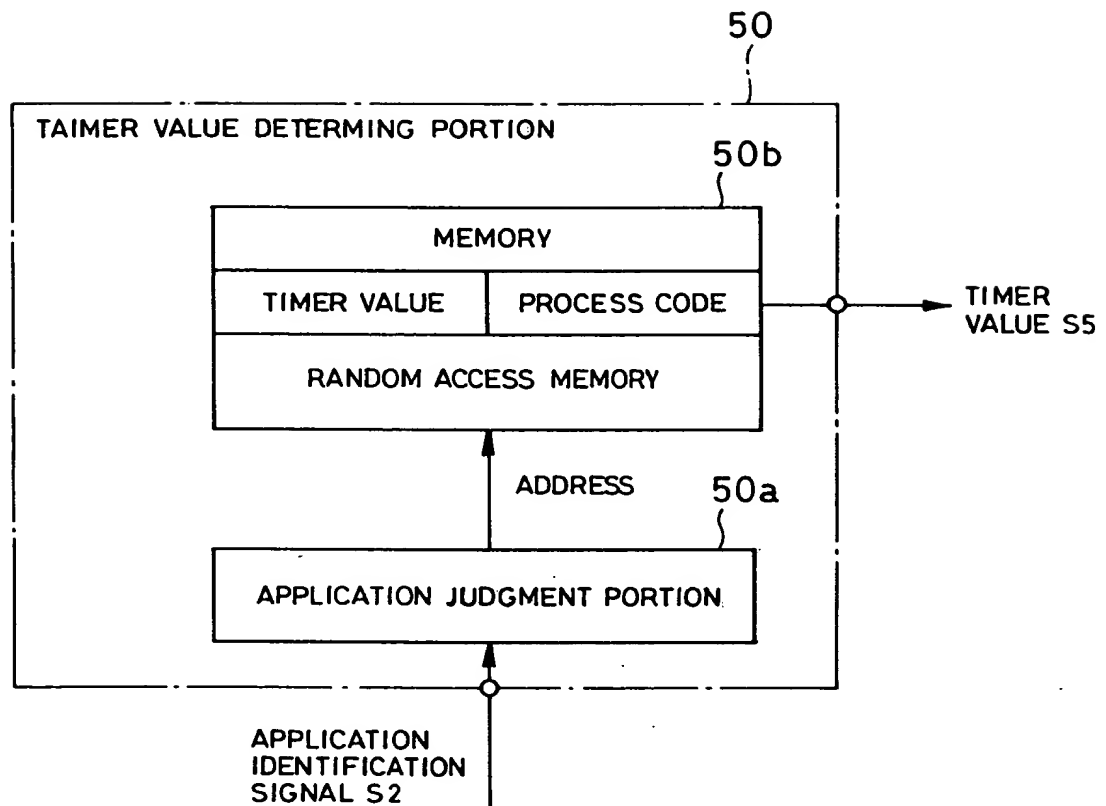 50
TAIMER VALUE DETERMING PORTION
50b
MEMORY
TIMER VALUE
PROCESS CODE
RANDOM ACCESS MEMORY
TIMER
VALUE S5
ADDRESS
50a
APPLICATION JUDGMENT PORTION
APPLICATION
IDENTIFICATION
SIGNAL S2